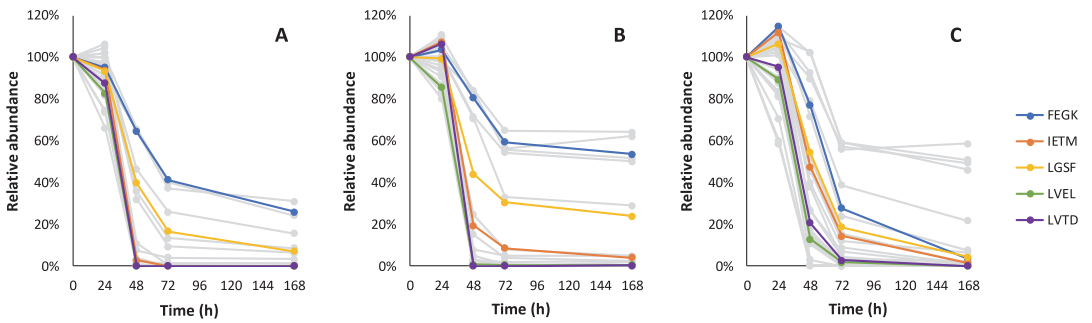 A
Relative abundance
120%
100%
80%
60%
40%
20%
0%
0 24 48 72 96 120 144 168
Time (h)
B
Relative abundance
120%
100%
80%
60%
40%
20%
0%
0 24 48 72 96 120 144 168
Time (h)
C
Relative abundance
120%
100%
80%
60%
40%
20%
0%
0 24 48 72 96 120 144 168
Time (h)
FEGK
IETM
LGSF
LVEL
LVTD